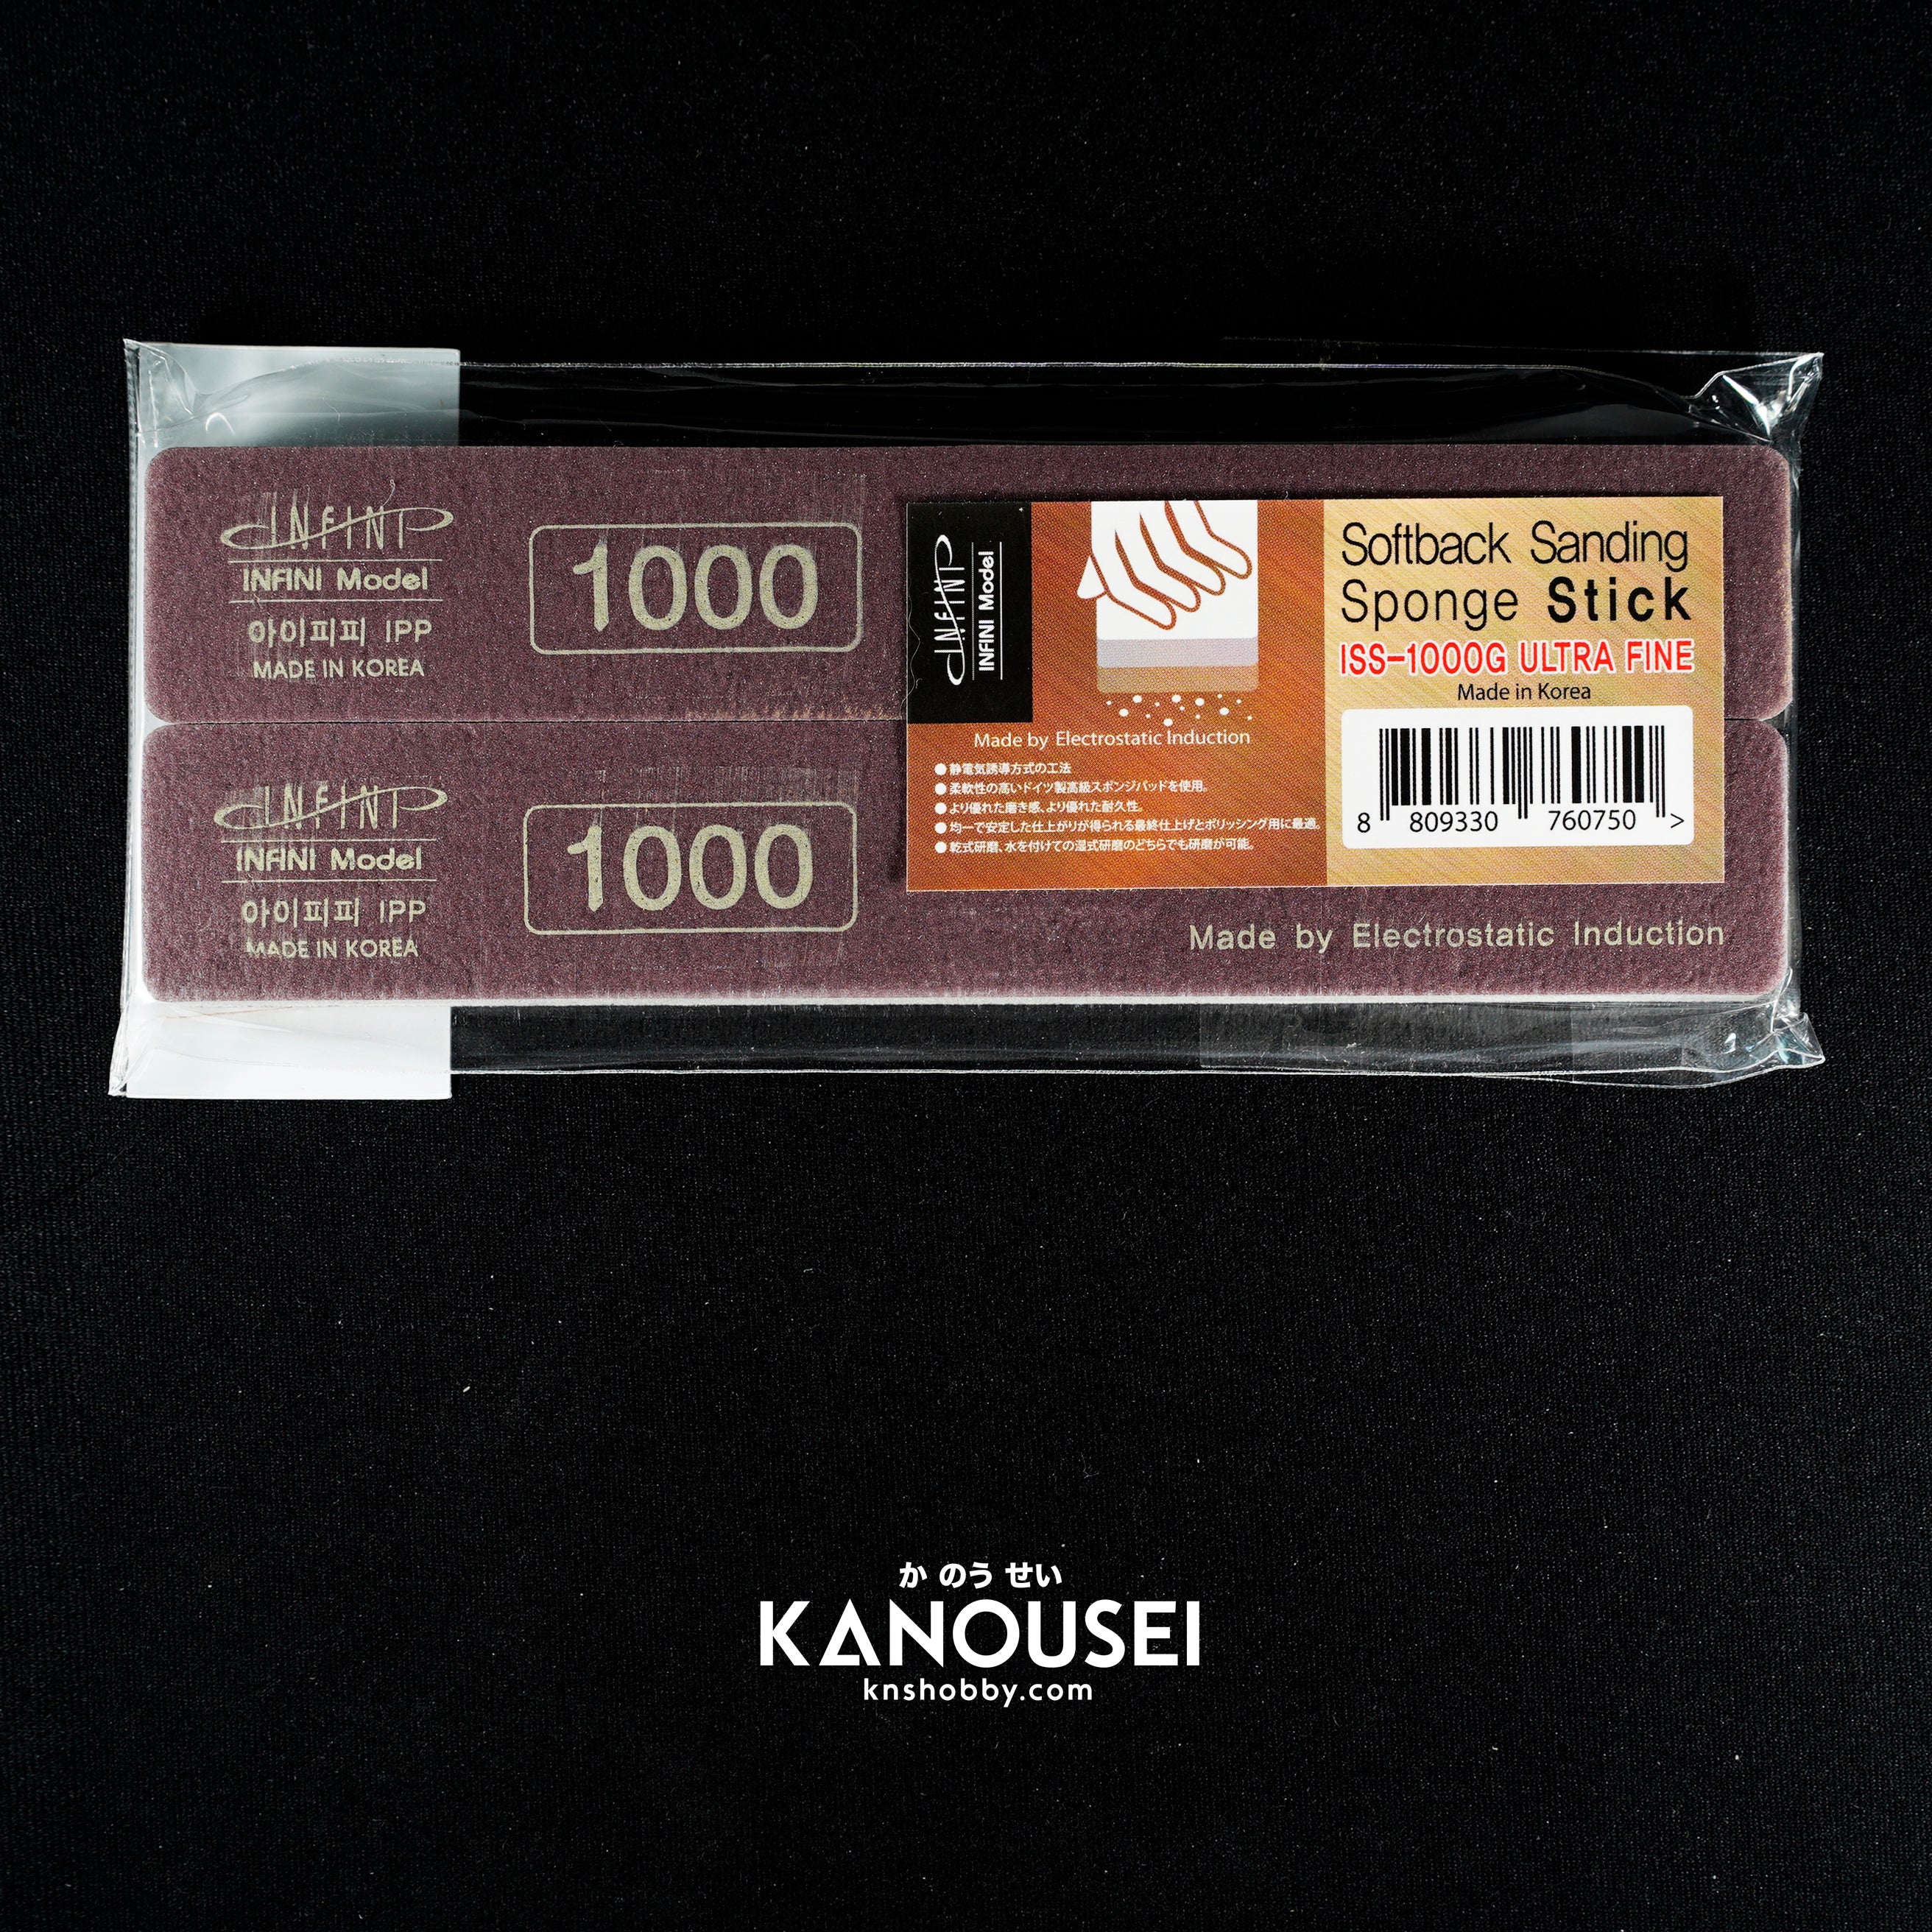 INFINI
INFINI Model
아이피피 IPP
MADE IN KOREA
1000
INFINI
INFINI Model
아이피피 IPP
MADE IN KOREA
1000
Made by Electrostatic Induction
INFINI
INFINI Model
Made by Electrostatic Induction
● 静電気誘導方式の工法
● 柔軟性の高いドイツ製高級スポンジパッドを使用。
● より優れた磨き感、より優れた耐久性。
● 均一で安定した仕上がりが得られる最終仕上げとポリッシング用に最適。
● 乾式研磨、水を付けての湿式研磨のどちらでも研磨が可能。
Softback Sanding
Sponge Stick
ISS-1000G ULTRA FINE
Made in Korea
8 809330 760750 >
か のう せい
KANOUSEI
knshobby.com